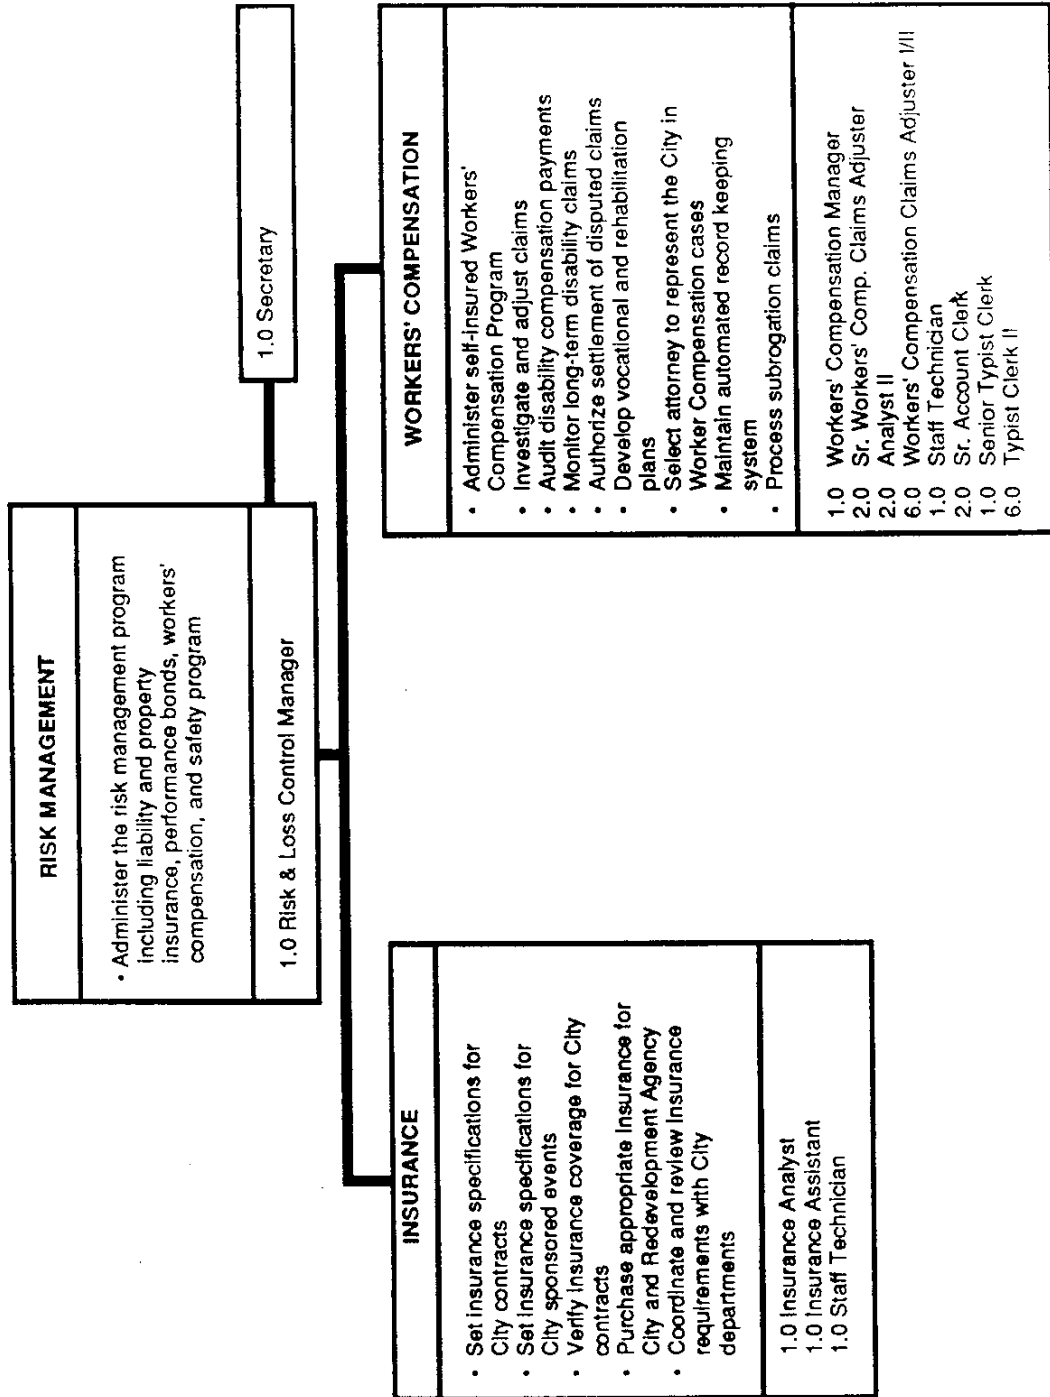 RISK MANAGEMENT
• Administer the risk management program
including liability and property
insurance, performance bonds, workers'
compensation, and safety program
1.0 Risk & Loss Control Manager
1.0 Secretary
INSURANCE
• Set insurance specifications for
City contracts
• Set insurance specifications for
City sponsored events
• Verify insurance coverage for City
contracts
• Purchase appropriate insurance for
City and Redevelopment Agency
• Coordinate and review insurance
requirements with City
departments
1.0 Insurance Analyst
1.0 Insurance Assistant
1.0 Staff Technician
WORKERS' COMPENSATION
• Administer self-insured Workers'
Compensation Program
• Investigate and adjust claims
• Audit disability compensation payments
• Monitor long-term disability claims
• Authorize settlement of disputed claims
• Develop vocational and rehabilitation
plans
• Select attorney to represent the City in
Worker Compensation cases
• Maintain automated record keeping
system
• Process subrogation claims
1.0 Workers' Compensation Manager
2.0 Sr. Workers' Comp. Claims Adjuster
2.0 Analyst II
6.0 Workers' Compensation Claims Adjuster I/II
1.0 Staff Technician
2.0 Sr. Account Clerk
1.0 Senior Typist Clerk
6.0 Typist Clerk II